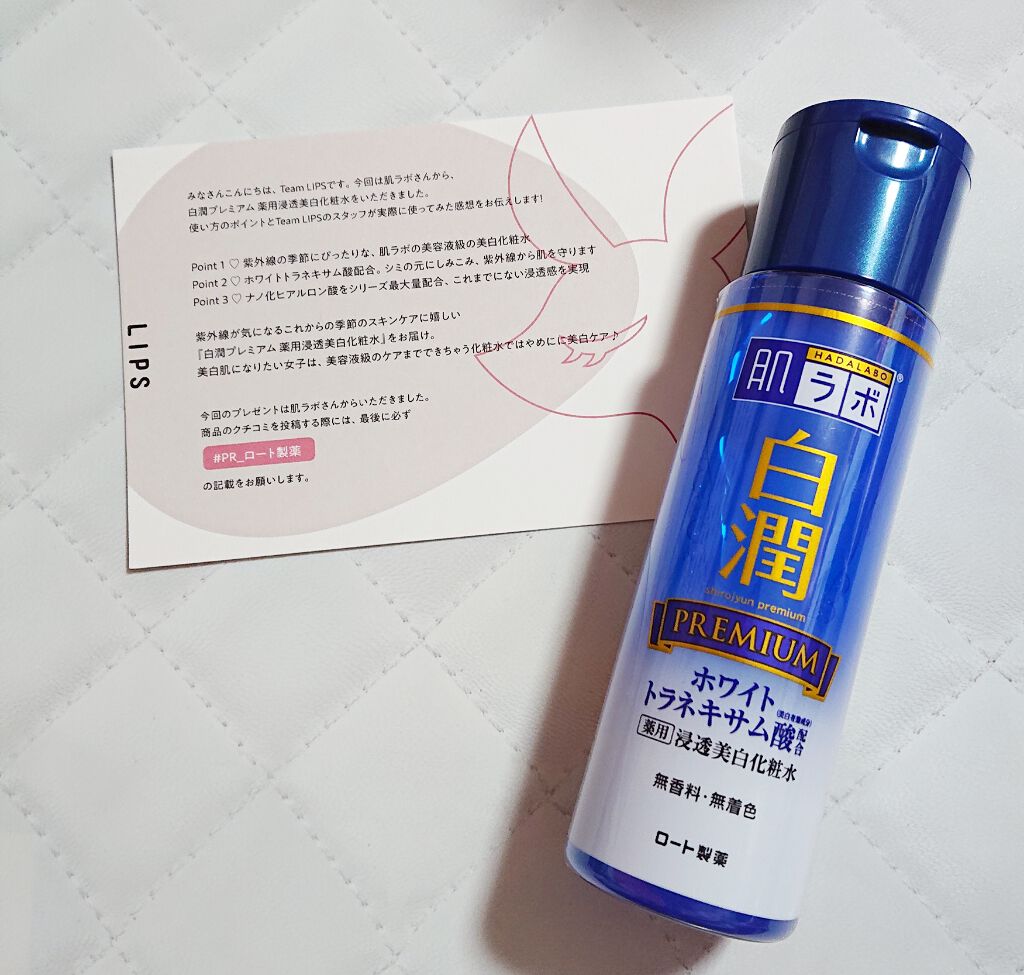 みなさんこんにちは、Team LIPSです。今回は肌ラボさんから、
白潤プレミアム 薬用浸透美白化粧水をいただきました。
使い方のポイントとTeam LIPSのスタッフが実際に使ってみた感想をお伝えします!
Point 1 ♡ 紫外線の季節にぴったりな、肌ラボの美容液級の美白化粧水
Point 2 ♡ ホワイトトラネキサム酸配合。シミの元にしみこみ、紫外線から肌を守ります
Point 3 ♡ ナノ化ヒアルロン酸をシリーズ最大量配合、これまでにない浸透感を実現
紫外線が気になるこれからの季節のスキンケアに嬉しい
『白潤プレミアム 薬用浸透美白化粧水』をお届け。
美白肌になりたい女子は、美容液級のケアまでできちゃう化粧水ではやめにに美白ケア♪
今回のプレゼントは肌ラボさんからいただきました。
商品のクチコミを投稿する際には、最後に必ず
#PR_ロート製薬
の記載をお願いします。
LIPS
肌ラボ
HADALABO®
白潤
shirojyun premium
PREMIUM
ホワイト
トラネキサム酸(美白有効成分)配合
薬用 浸透美白化粧水
無香料・無着色
ロート製薬